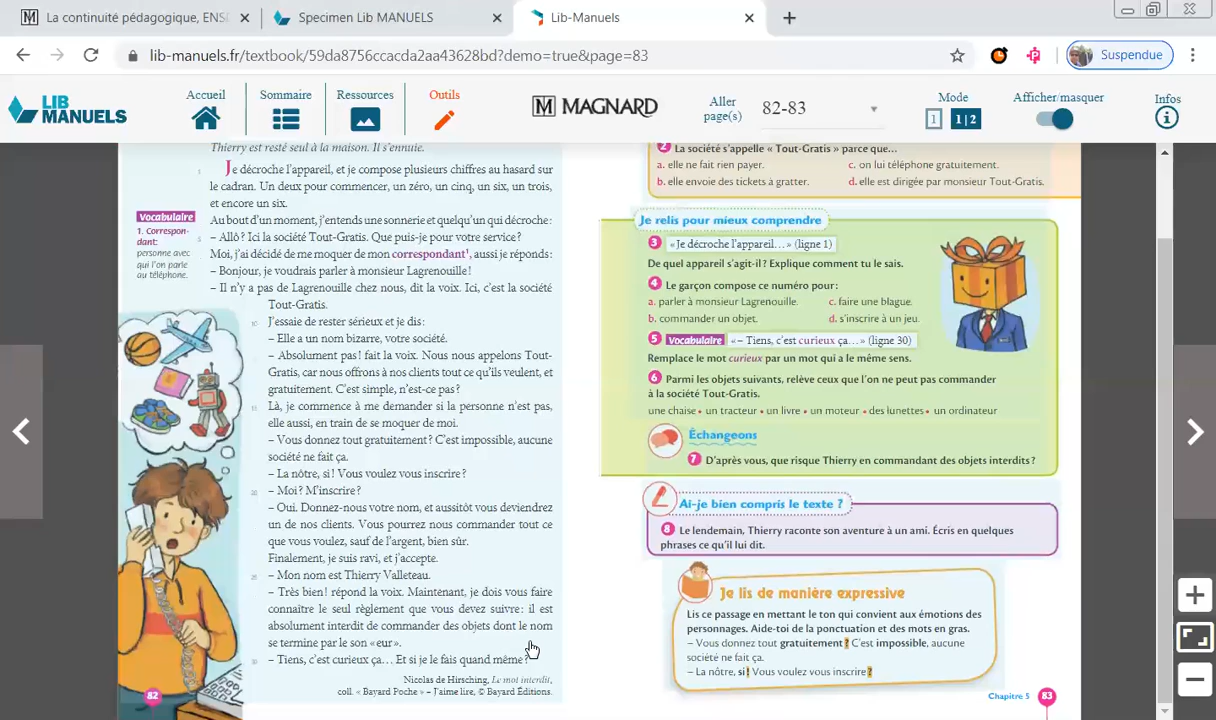 La continuité pédagogique, ENS
Specimen Lib MANUELS
Lib-Manuels
lib-manuels.fr/textbook/59da8756ccacda2aa43628bd?demo=true&page=83
Suspendue
LIB
MANUELS
Accueil
Sommaire
Ressources
Outils
M MAGNARD
Aller
page(s)
82-83
Mode
1
1|2
Afficher/masquer
Infos
Thierry est resté seul à la maison. Il s'ennuie.
Je décroche l'appareil, et je compose plusieurs chiffres au hasard sur
le cadran. Un deux pour commencer, un zéro, un cinq, un six, un trois,
et encore un six.
Au bout d'un moment, j'entends une sonnerie et quelqu'un qui décroche :
– Allô ? Ici la société Tout-Gratis. Que puis-je pour votre service ?
Moi, j'ai décidé de me moquer de mon correspondant¹, aussi je réponds :
– Bonjour, je voudrais parler à monsieur Lagrenouille !
– Il n'y a pas de Lagrenouille chez nous, dit la voix. Ici, c'est la société
Tout-Gratis.
J'essaie de rester sérieux et je dis :
– Elle a un nom bizarre, votre société.
– Absolument pas ! fait la voix. Nous nous appelons Tout-
Gratis, car nous offrons à nos clients tout ce qu'ils veulent, et
gratuitement. C'est simple, n'est-ce pas ?
Là, je commence à me demander si la personne n'est pas,
elle aussi, en train de se moquer de moi.
– Vous donnez tout gratuitement ? C'est impossible, aucune
société ne fait ça.
– La nôtre, si ! Vous voulez vous inscrire ?
– Moi ? M'inscrire ?
– Oui. Donnez-nous votre nom, et aussitôt vous deviendrez
un de nos clients. Vous pourrez nous commander tout ce
que vous voulez, sauf de l'argent, bien sûr.
Finalement, je suis ravi, et j'accepte.
– Mon nom est Thierry Valleteau.
– Très bien ! répond la voix. Maintenant, je dois vous faire
connaître le seul règlement que vous devez suivre : il est
absolument interdit de commander des objets dont le nom
se termine par le son « eur ».
– Tiens, c'est curieux ça... Et si je le fais quand même ?
Nicolas de Hirsching, Le mot interdit,
coll. « Bayard Poche » – J'aime lire, © Bayard Éditions.
Vocabulaire
1. Correspon-
dant :
personne avec
qui l'on parle
au téléphone.
82
2 La société s'appelle « Tout-Gratis » parce que...
a. elle ne fait rien payer.
c. on lui téléphone gratuitement.
b. elle envoie des tickets à gratter.
d. elle est dirigée par monsieur Tout-Gratis.
Je relis pour mieux comprendre
3 « Je décroche l'appareil... » (ligne 1)
De quel appareil s'agit-il ? Explique comment tu le sais.
4 Le garçon compose ce numéro pour :
a. parler à monsieur Lagrenouille.
c. faire une blague.
b. commander un objet.
d. s'inscrire à un jeu.
5 Vocabulaire « – Tiens, c'est curieux ça... » (ligne 30)
Remplace le mot curieux par un mot qui a le même sens.
6 Parmi les objets suivants, relève ceux que l'on ne peut pas commander
à la société Tout-Gratis.
une chaise • un tracteur • un livre • un moteur • des lunettes • un ordinateur
Échangeons
7 D'après vous, que risque Thierry en commandant des objets interdits ?
Ai-je bien compris le texte ?
8 Le lendemain, Thierry raconte son aventure à un ami. Écris en quelques
phrases ce qu'il lui dit.
Je lis de manière expressive
Lis ce passage en mettant le ton qui convient aux émotions des
personnages. Aide-toi de la ponctuation et des mots en gras.
– Vous donnez tout gratuitement ? C'est impossible, aucune
société ne fait ça.
– La nôtre, si ! Vous voulez vous inscrire ?
Chapitre 5
83